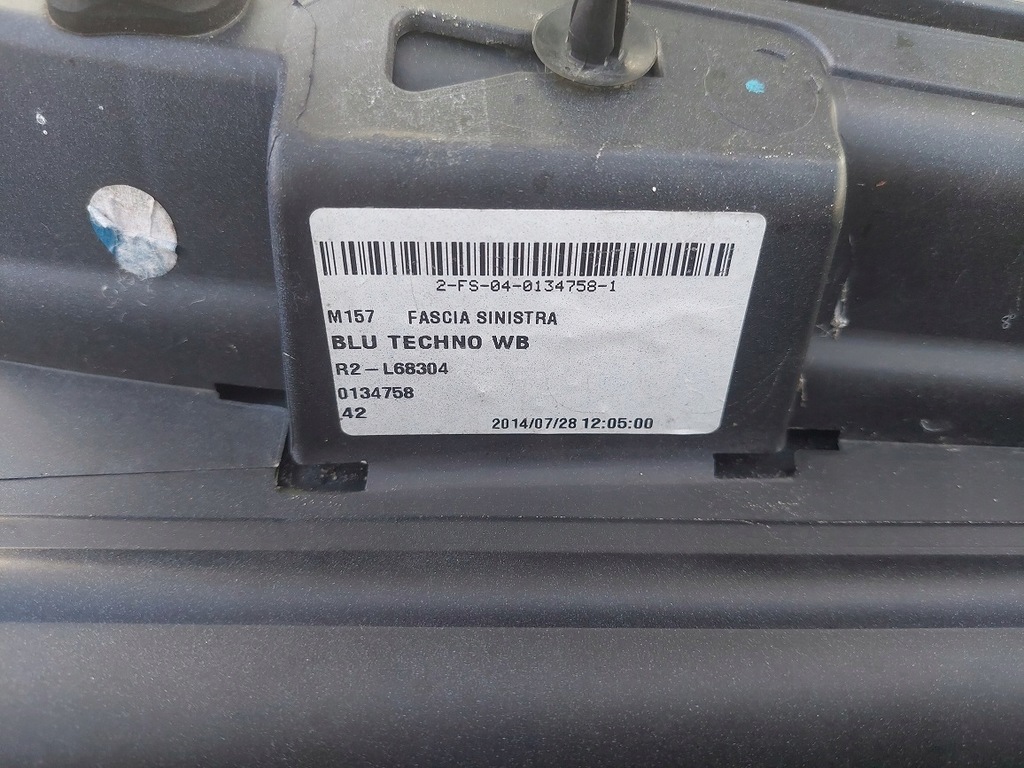 2-FS-04-0134758-1
M157 FASCIA SINISTRA
BLU TECHNO WB
R2-L68304
0134758
42
2014/07/28 12:05:00